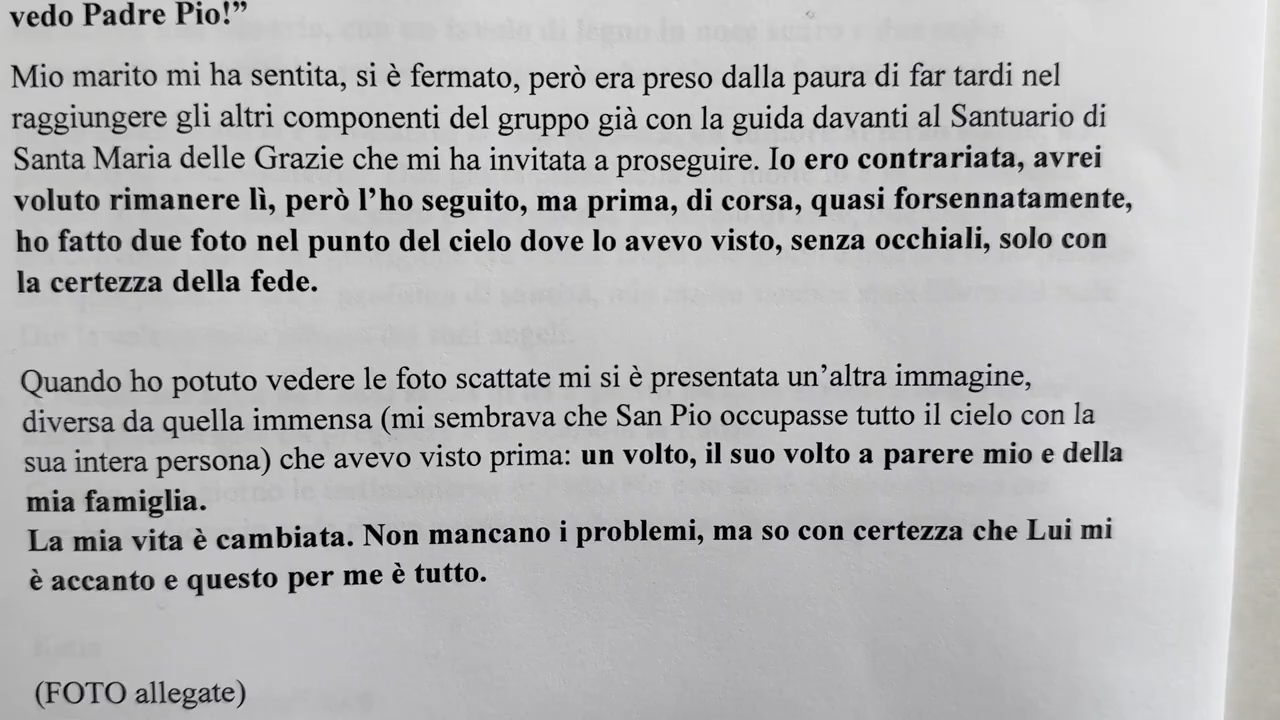 vedo Padre Pio!”
Mio marito mi ha sentita, si è fermato, però era preso dalla paura di far tardi nel
raggiungere gli altri componenti del gruppo già con la guida davanti al Santuario di
Santa Maria delle Grazie che mi ha invitata a proseguire. Io ero contrariata, avrei
voluto rimanere lì, però l’ho seguito, ma prima, di corsa, quasi forsennatamente,
ho fatto due foto nel punto del cielo dove lo avevo visto, senza occhiali, solo con
la certezza della fede.
Quando ho potuto vedere le foto scattate mi si è presentata un’altra immagine,
diversa da quella immensa (mi sembrava che San Pio occupasse tutto il cielo con la
sua intera persona) che avevo visto prima: un volto, il suo volto a parere mio e della
mia famiglia.
La mia vita è cambiata. Non mancano i problemi, ma so con certezza che Lui mi
è accanto e questo per me è tutto.
(FOTO allegate)